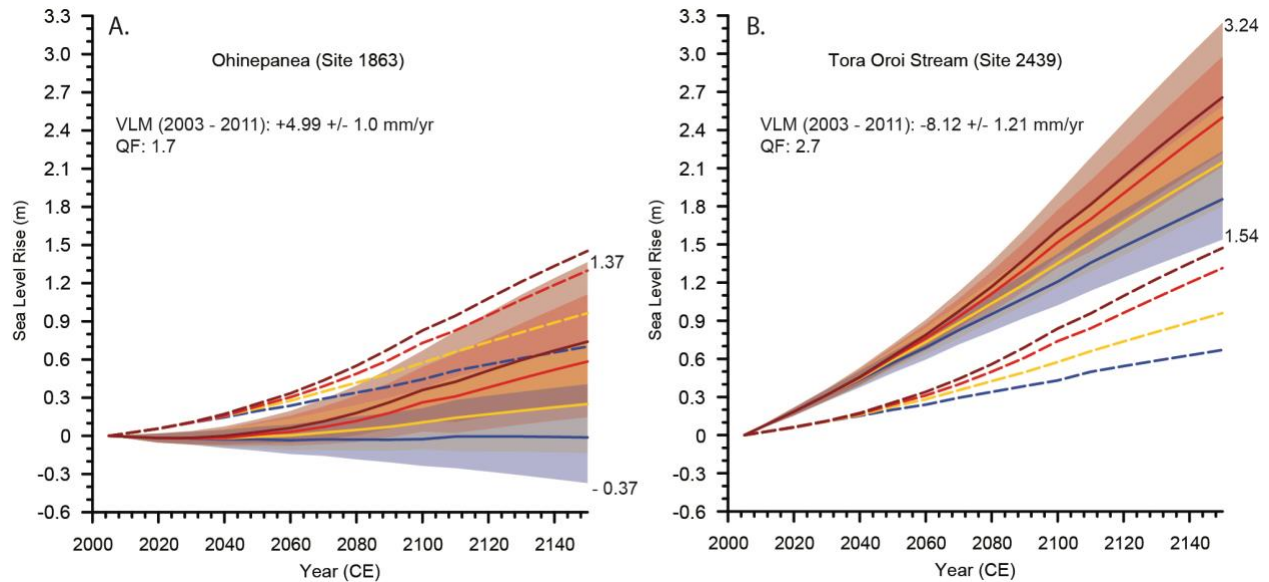 A.
Ohinepanea (Site 1863)
VLM (2003 - 2011): +4.99 +/- 1.0 mm/yr
QF: 1.7
Sea Level Rise (m)
3.3
3.0
2.7
2.4
2.1
1.8
1.5
1.2
0.9
0.6
0.3
0
-0.3
-0.6
1.37
- 0.37
2000 2020 2040 2060 2080 2100 2120 2140
Year (CE)
B.
Tora Oroi Stream (Site 2439)
VLM (2003 - 2011): -8.12 +/- 1.21 mm/yr
QF: 2.7
Sea Level Rise (m)
3.3
3.0
2.7
2.4
2.1
1.8
1.5
1.2
0.9
0.6
0.3
0
-0.3
-0.6
3.24
1.54
2000 2020 2040 2060 2080 2100 2120 2140
Year (CE)